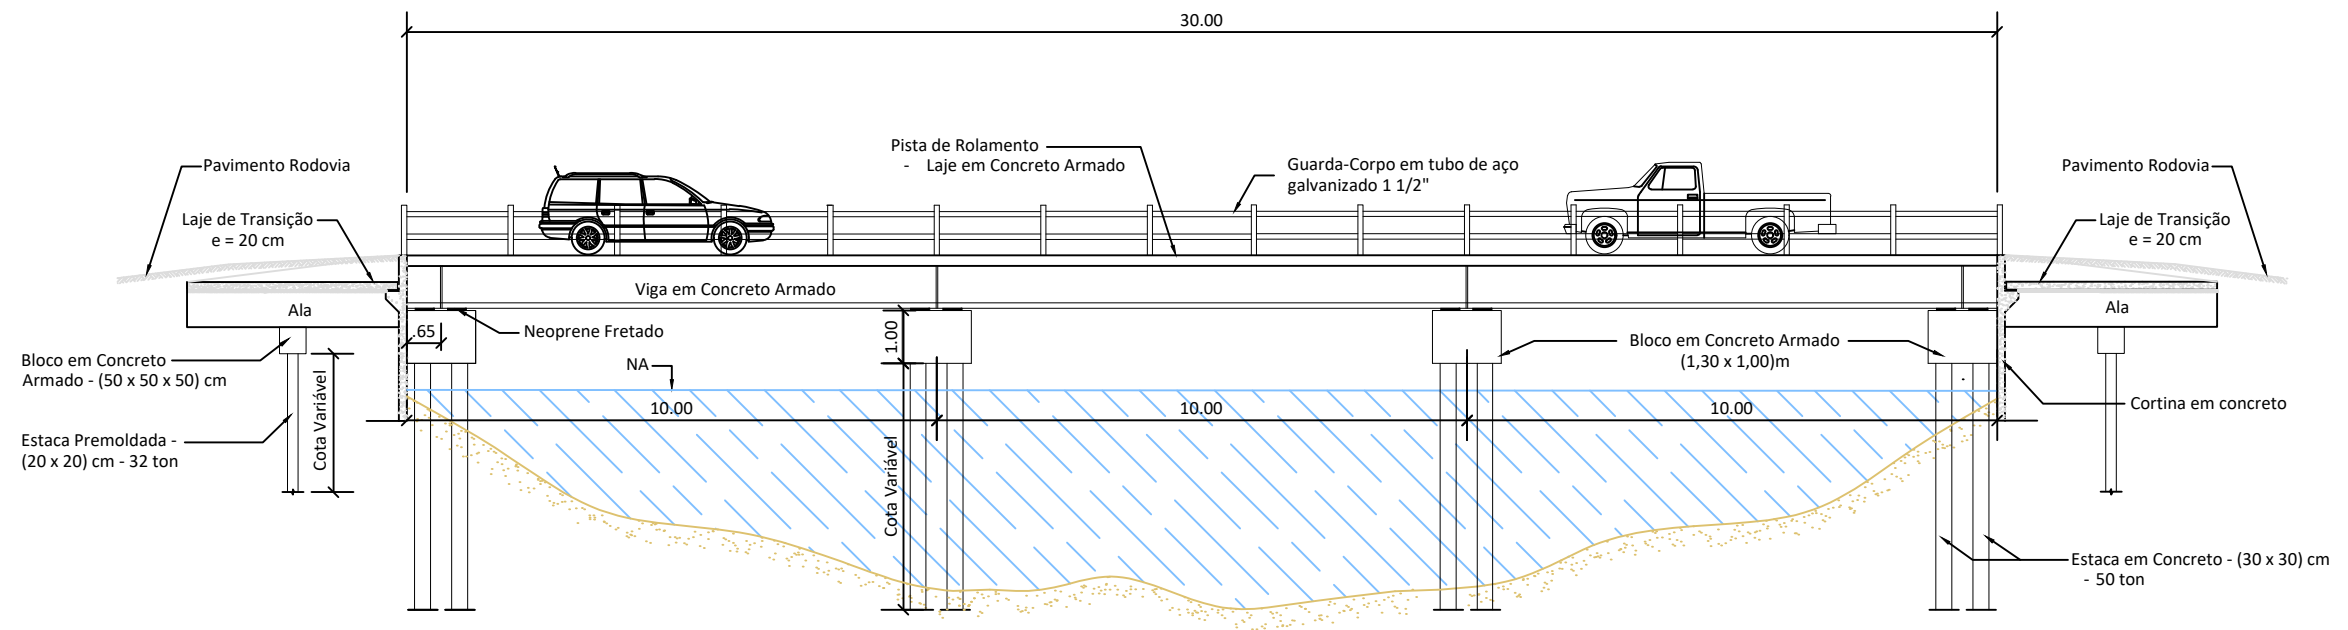 30.00
Pista de Rolamento
- Laje em Concreto Armado
Guarda-Corpo em tubo de aço
galvanizado 1 1/2"
Pavimento Rodovia
Pavimento Rodovia
Laje de Transição
e = 20 cm
Laje de Transição
e = 20 cm
Viga em Concreto Armado
Ala
Ala
.65
Neoprene Fretado
1.00
Bloco em Concreto Armado
(1,30 x 1,00)m
Bloco em Concreto
Armado - (50 x 50 x 50) cm
NA
10.00
10.00
10.00
Cortina em concreto
Cota Variável
Cota Variável
Estaca Premoldada -
(20 x 20) cm - 32 ton
Estaca em Concreto - (30 x 30) cm
- 50 ton